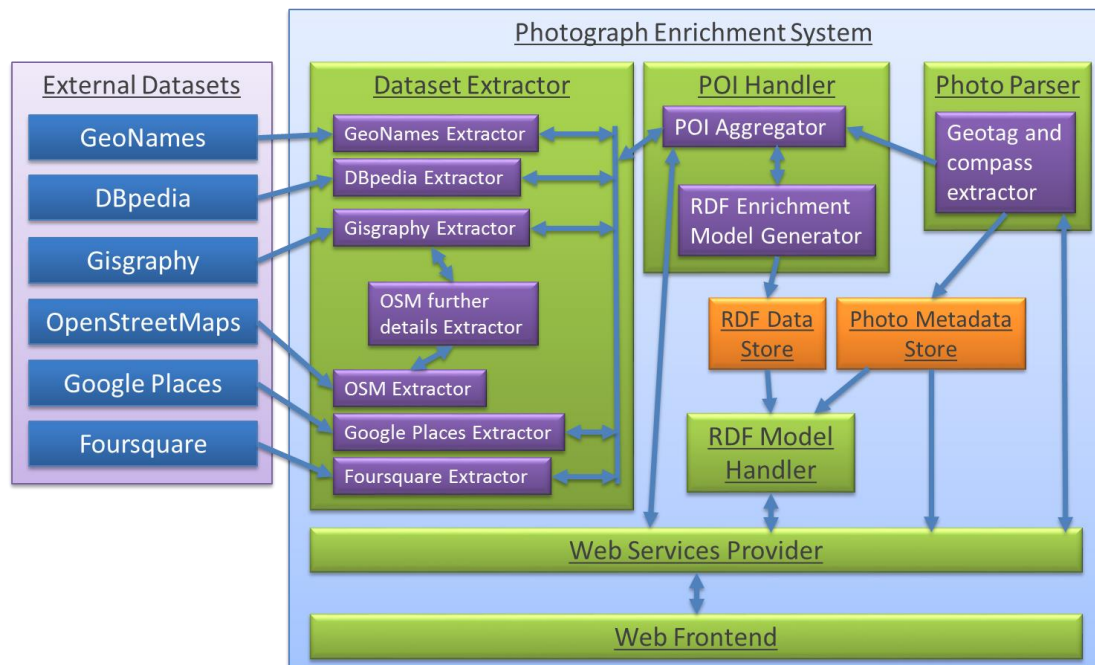 Photograph Enrichment System
External Datasets
GeoNames
DBpedia
Gisgraphy
OpenStreetMaps
Google Places
Foursquare
Dataset Extractor
GeoNames Extractor
DBpedia Extractor
Gisgraphy Extractor
OSM further
details Extractor
OSM Extractor
Google Places Extractor
Foursquare Extractor
POI Handler
POI Aggregator
RDF Enrichment
Model Generator
Photo Parser
Geotag and
compass
extractor
RDF Data
Store
Photo Metadata
Store
RDF Model
Handler
Web Services Provider
Web Frontend